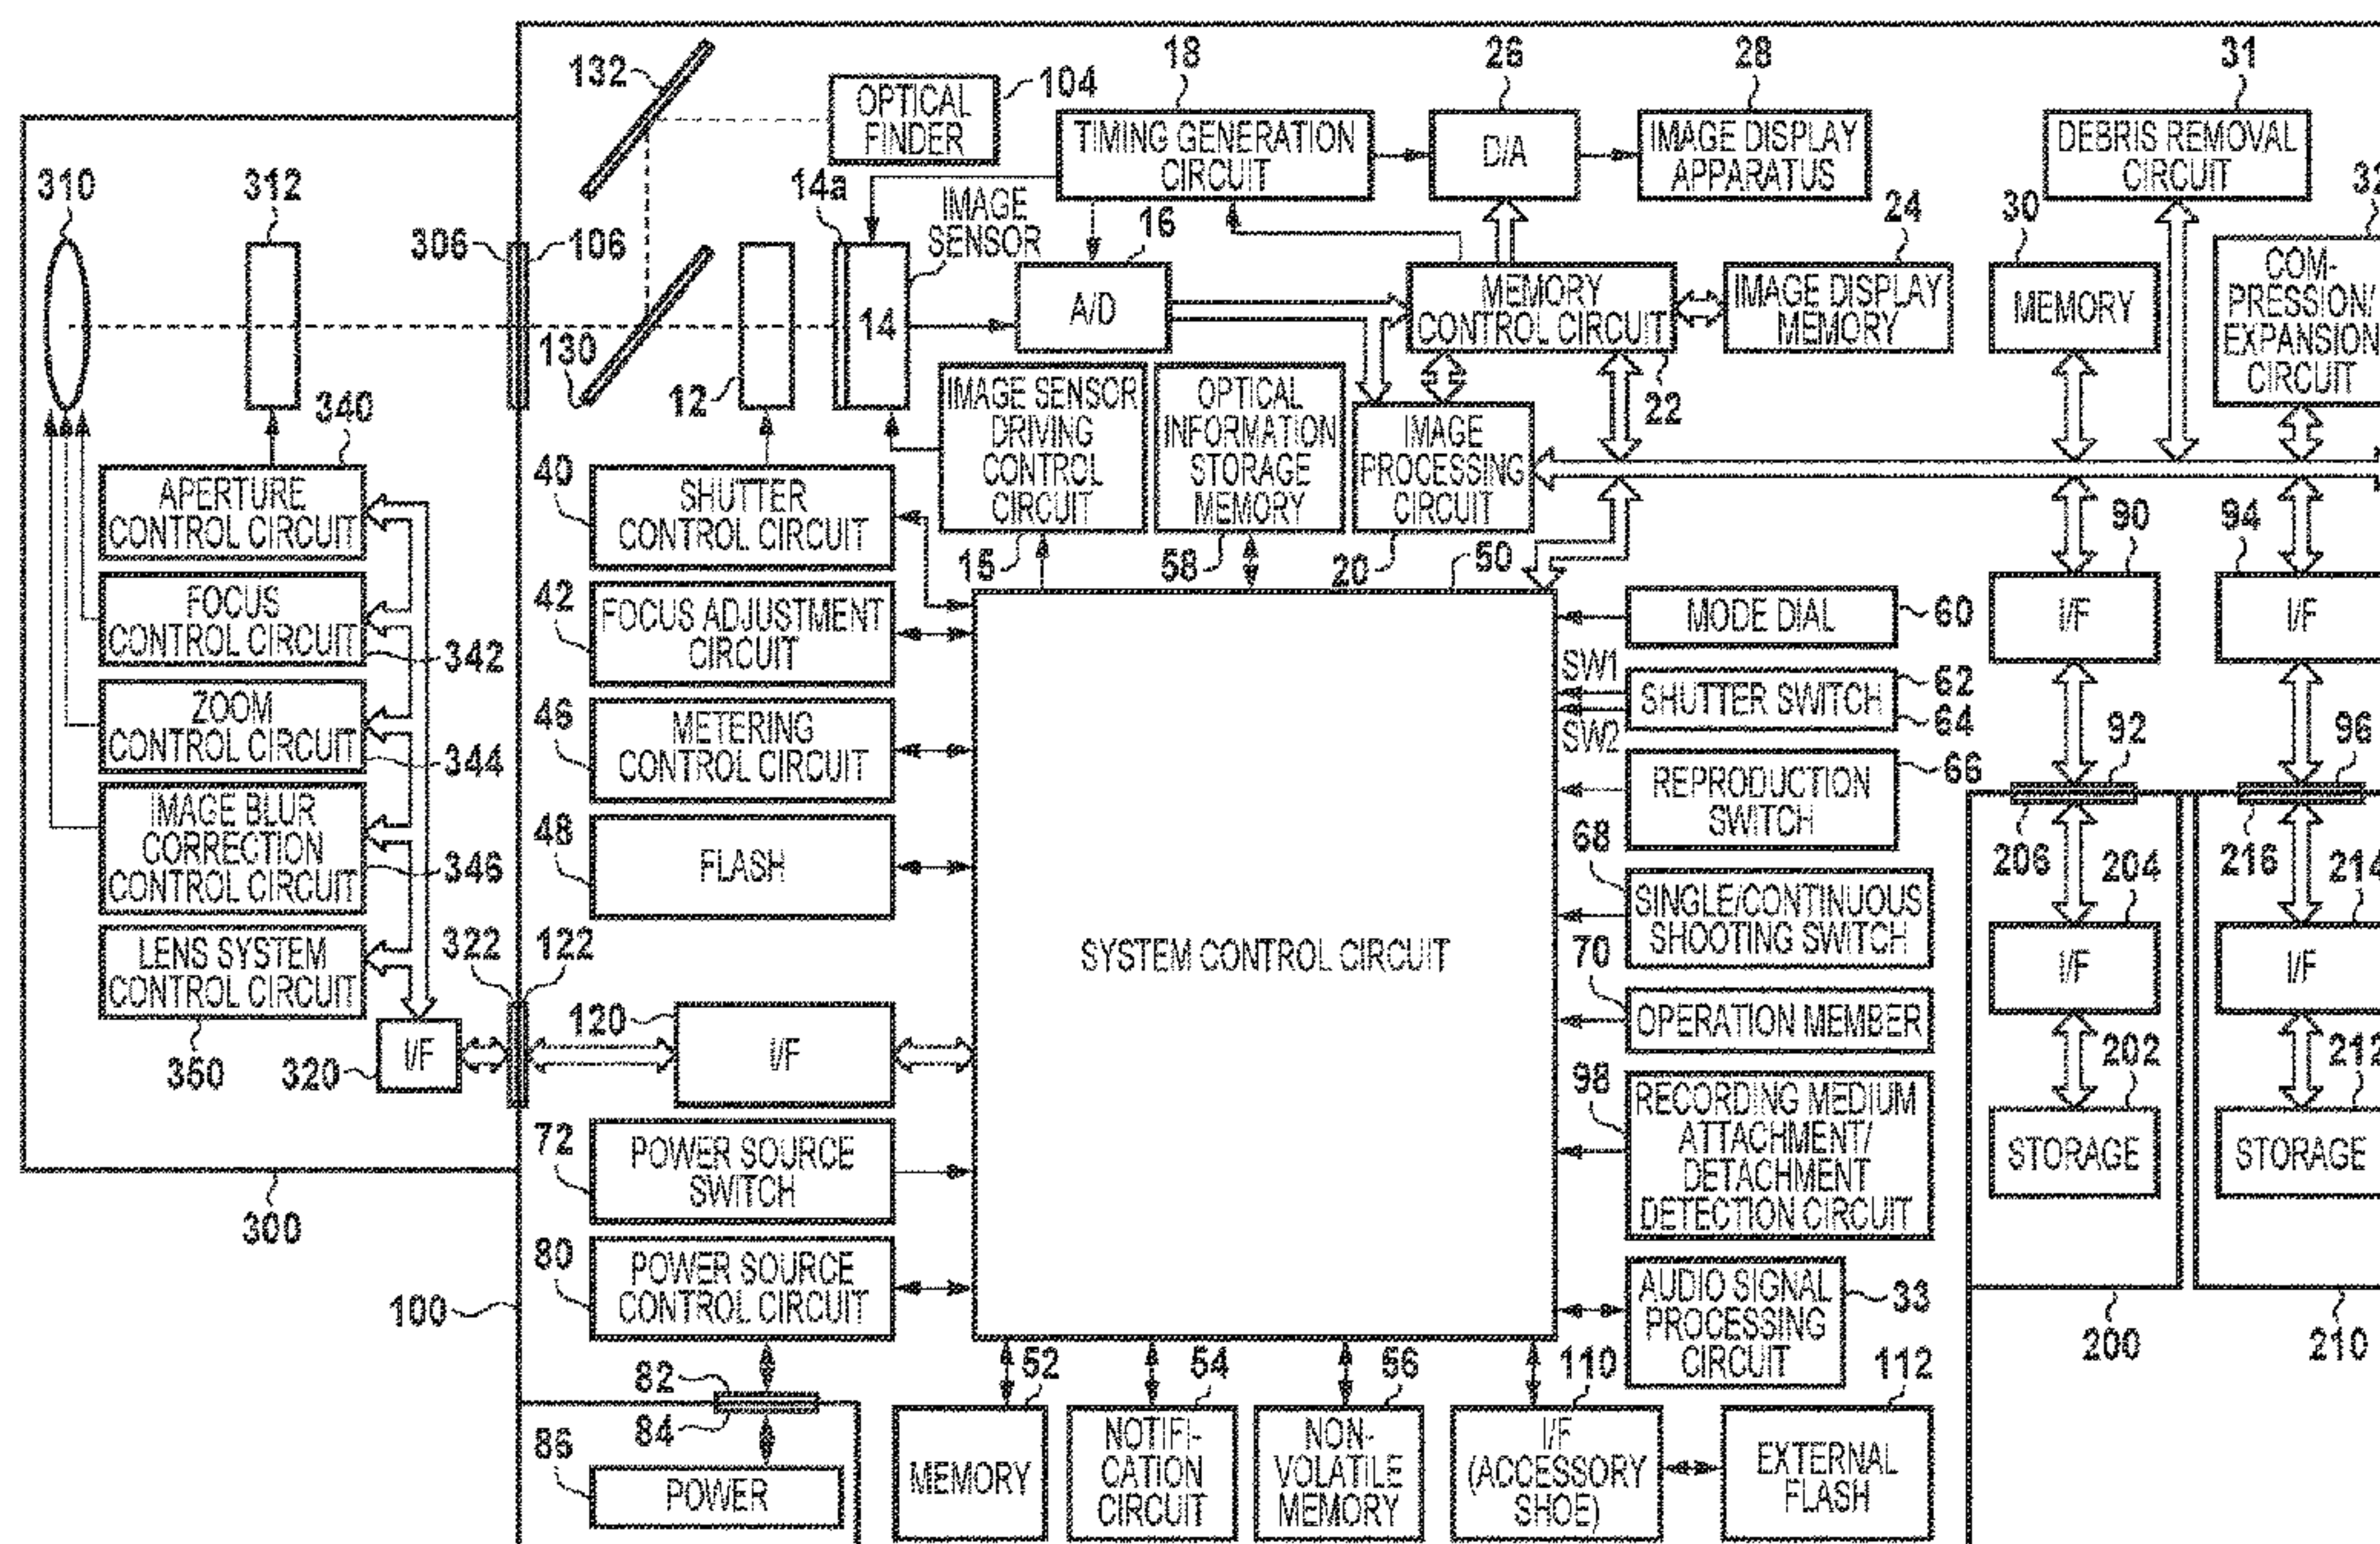 132
OPTICAL
FINDER
104
18
TIMING GENERATION
CIRCUIT
26
D/A
28
IMAGE DISPLAY
APPARATUS
31
DEBRIS REMOVAL
CIRCUIT
310
312
306
106
130
12
14a
14
IMAGE
SENSOR
16
A/D
MEMORY
CONTROL CIRCUIT
22
24
IMAGE DISPLAY
MEMORY
30
MEMORY
32
COM-
PRESSION/
EXPANSION
CIRCUIT
340
APERTURE
CONTROL CIRCUIT
FOCUS
CONTROL CIRCUIT
342
ZOOM
CONTROL CIRCUIT
344
IMAGE BLUR
CORRECTION
CONTROL CIRCUIT
346
LENS SYSTEM
CONTROL CIRCUIT
350
320
I/F
322
122
300
100
40
SHUTTER
CONTROL CIRCUIT
42
FOCUS ADJUSTMENT
CIRCUIT
46
METERING
CONTROL CIRCUIT
48
FLASH
120
I/F
72
POWER SOURCE
SWITCH
80
POWER SOURCE
CONTROL CIRCUIT
82
84
86
POWER
IMAGE SENSOR
DRIVING
CONTROL
CIRCUIT
15
OPTICAL
INFORMATION
STORAGE
MEMORY
58
IMAGE
PROCESSING
CIRCUIT
20
50
SYSTEM CONTROL CIRCUIT
MODE DIAL
60
SW1
SHUTTER SWITCH
62
64
SW2
REPRODUCTION
SWITCH
66
68
SINGLE/CONTINUOUS
SHOOTING SWITCH
70
OPERATION MEMBER
98
RECORDING MEDIUM
ATTACHMENT/
DETACHMENT
DETECTION CIRCUIT
AUDIO SIGNAL
PROCESSING
CIRCUIT
33
52
MEMORY
54
NOTIFI-
CATION
CIRCUIT
56
NON-
VOLATILE
MEMORY
110
I/F
(ACCESSORY
SHOE)
112
EXTERNAL
FLASH
90
I/F
92
206
204
I/F
202
STORAGE
200
94
I/F
96
216
214
I/F
212
STORAGE
210